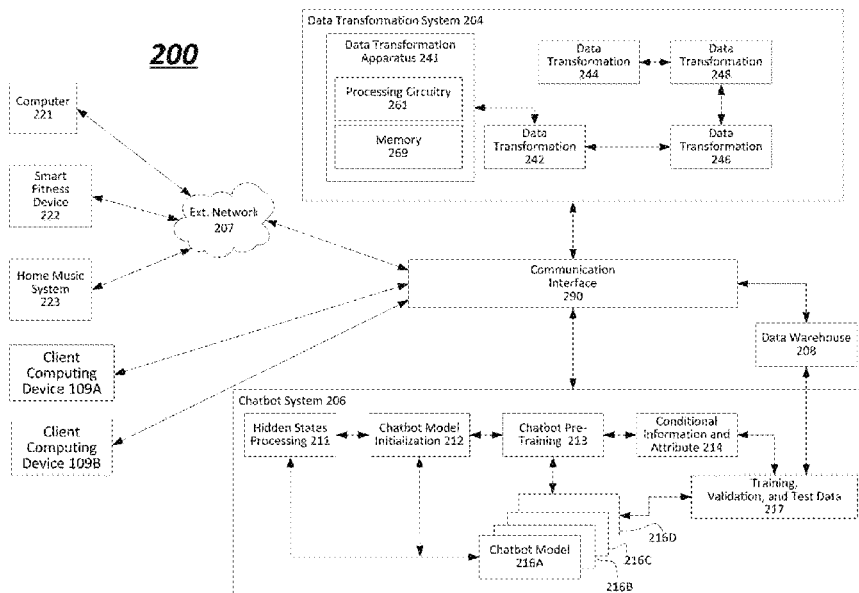 200
Data Transformation System 204
Data Transformation
Apparatus 241
Processing Circuitry
261
Memory
269
Data
Transformation
244
Data
Transformation
248
Data
Transformation
242
Data
Transformation
246
Computer
221
Smart
Fitness
Device
222
Home Music
System
223
Ext. Network
207
Client
Computing
Device 109A
Client
Computing
Device 109B
Communication
Interface
290
Data Warehouse
208
Chatbot System 206
Hidden States
Processing 211
Chatbot Model
Initialization 212
Chatbot Pre-
Training 213
Conditional
Information and
Attribute 214
Training,
Validation, and Test Data
217
Chatbot Model
216A
216B
216C
216D